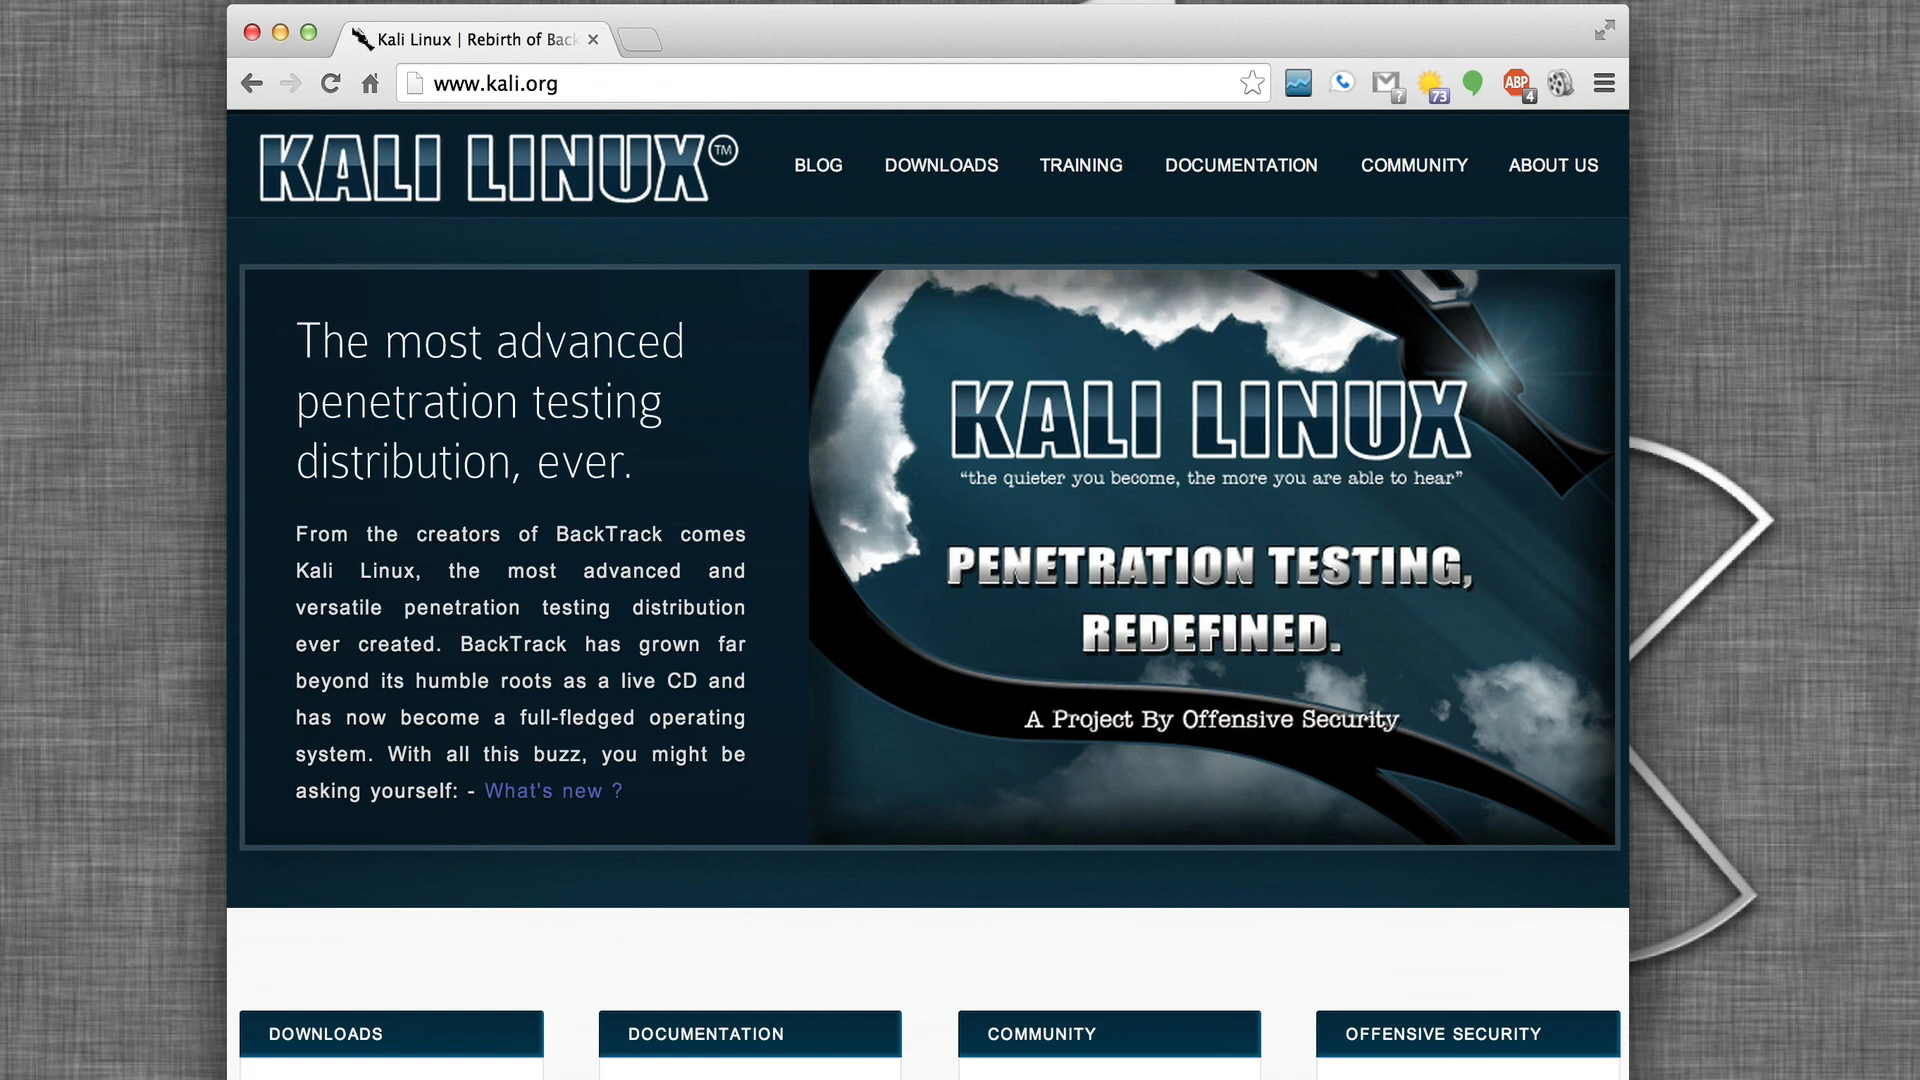 Kali Linux | Rebirth of Back
www.kali.org
?
73
ABP
4
KALI LINUX™
BLOG DOWNLOADS TRAINING DOCUMENTATION COMMUNITY ABOUT US
The most advanced
penetration testing
distribution, ever.
From the creators of BackTrack comes
Kali Linux, the most advanced and
versatile penetration testing distribution
ever created. BackTrack has grown far
beyond its humble roots as a live CD and
has now become a full-fledged operating
system. With all this buzz, you might be
asking yourself: - What's new ?
KALI LINUX
“the quieter you become, the more you are able to hear”
PENETRATION TESTING,
REDEFINED.
A Project By Offensive Security
DOWNLOADS DOCUMENTATION COMMUNITY OFFENSIVE SECURITY